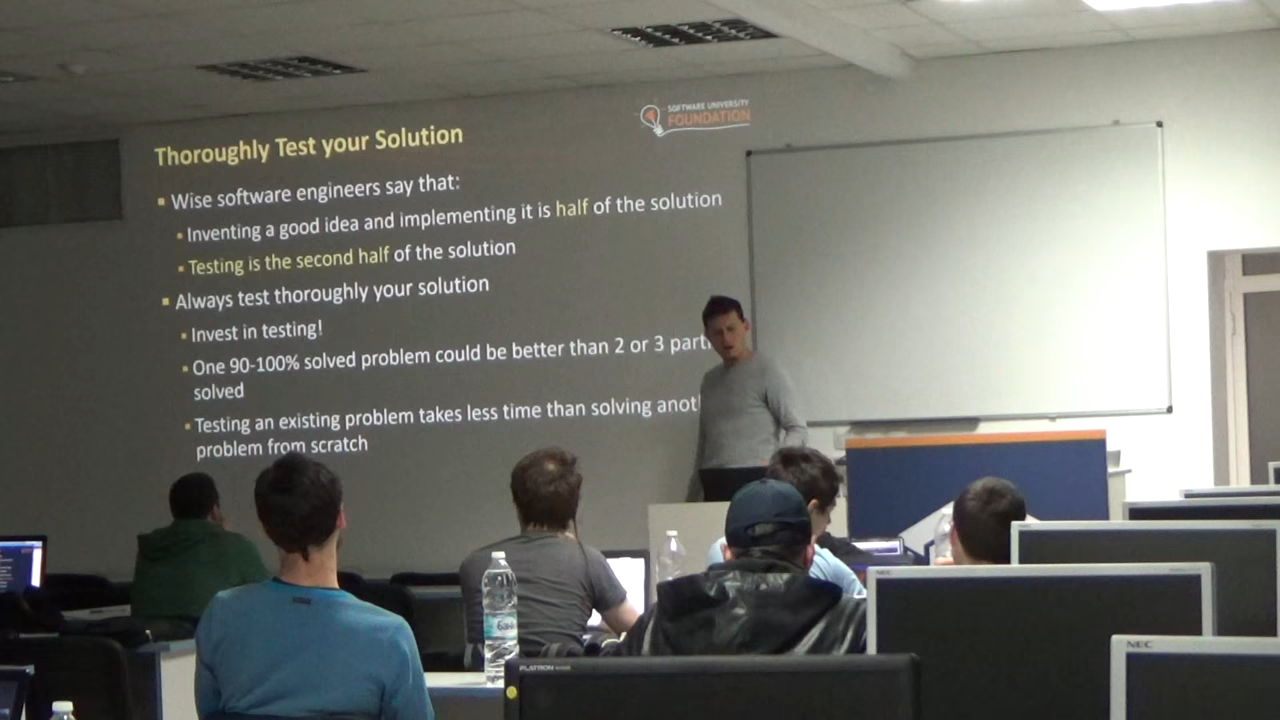 SOFTWARE UNIVERSITY
FOUNDATION
Thoroughly Test your Solution
Wise software engineers say that:
Inventing a good idea and implementing it is half of the solution
Testing is the second half of the solution
Always test thoroughly your solution
Invest in testing!
One 90-100% solved problem could be better than 2 or 3
solved
Testing an existing problem takes less time than solving
problem from scratch
NEC
NEC
PLATRON